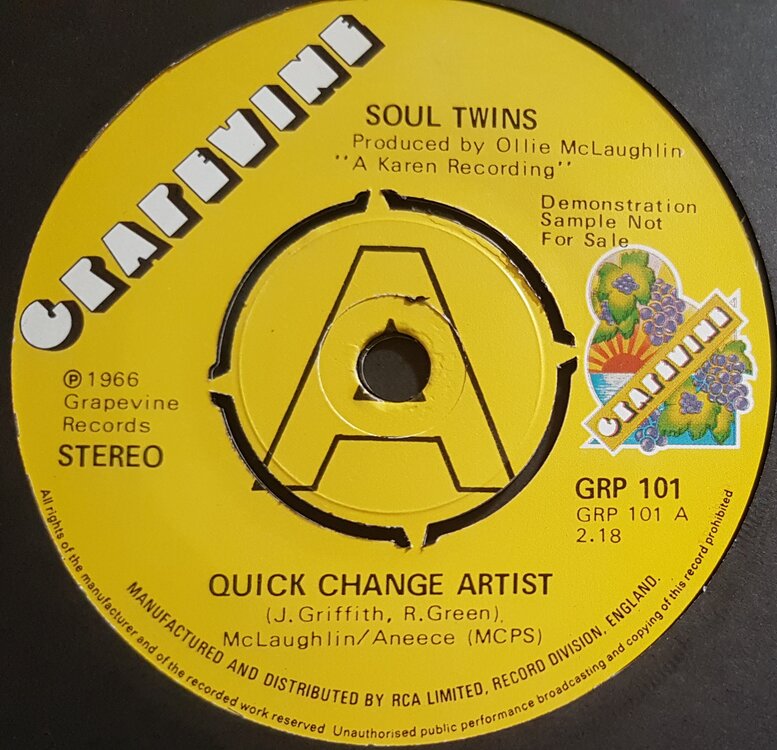 GRAPEVINE
SOUL TWINS
Produced by Ollie McLaughlin
"A Karen Recording"
Demonstration
Sample Not
For Sale
A
GRAPEVINE
℗ 1966
Grapevine
Records
STEREO
GRP 101
GRP 101 A
2.18
QUICK CHANGE ARTIST
(J.Griffith, R.Green)
McLaughlin/Aneece (MCPS)
MANUFACTURED AND DISTRIBUTED BY RCA LIMITED, RECORD DIVISION, ENGLAND.
All rights of the manufacturer and of the recorded work reserved Unauthorised public performance broadcasting and copying of this record prohibited